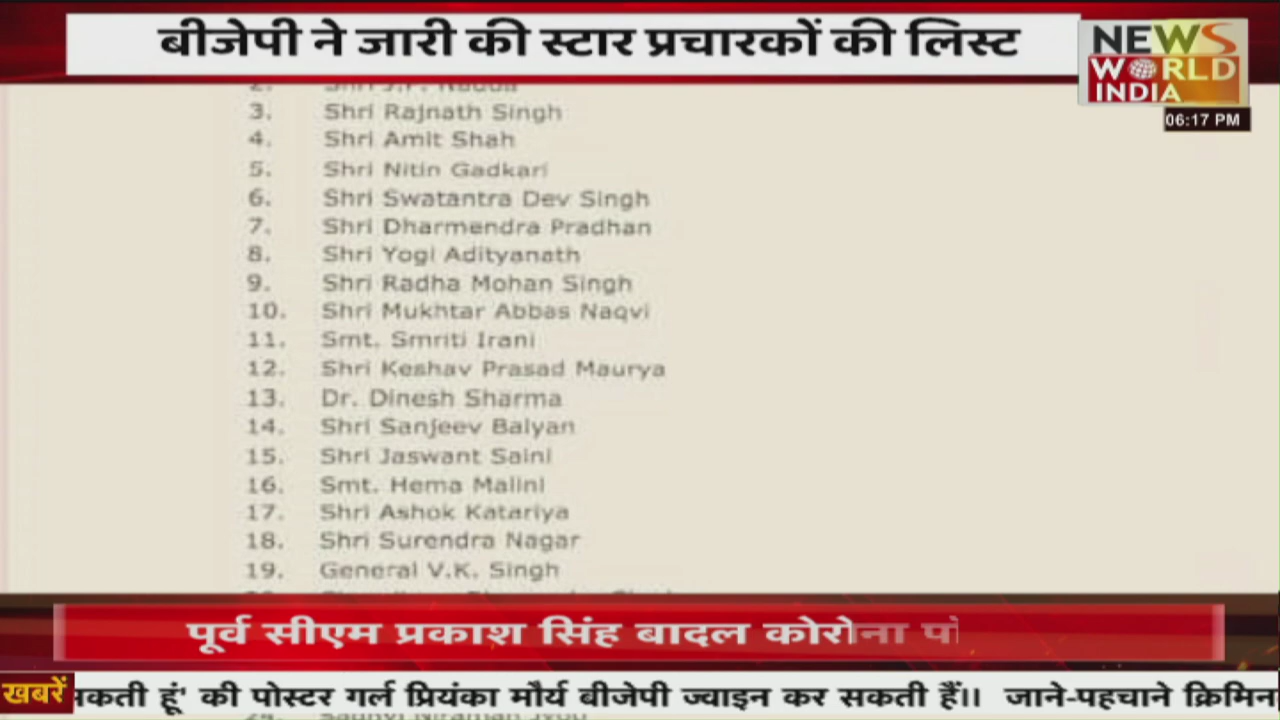 बीजेपी ने जारी की स्टार प्रचारकों की लिस्ट
NEWS
WORLD
INDIA
06:17 PM
2. Shri J.P. Nadda
3. Shri Rajnath Singh
4. Shri Amit Shah
5. Shri Nitin Gadkari
6. Shri Swatantra Dev Singh
7. Shri Dharmendra Pradhan
8. Shri Yogi Adityanath
9. Shri Radha Mohan Singh
10. Shri Mukhtar Abbas Naqvi
11. Smt. Smriti Irani
12. Shri Keshav Prasad Maurya
13. Dr. Dinesh Sharma
14. Shri Sanjeev Balyan
15. Shri Jaswant Saini
16. Smt. Hema Malini
17. Shri Ashok Katariya
18. Shri Surendra Nagar
19. General V.K. Singh
पूर्व सीएम प्रकाश सिंह बादल कोरोना
खबरें
सकती हूं' की पोस्टर गर्ल प्रियंका मौर्य बीजेपी ज्वाइन कर सकती हैं।। जाने-पहचाने क्रिमिन